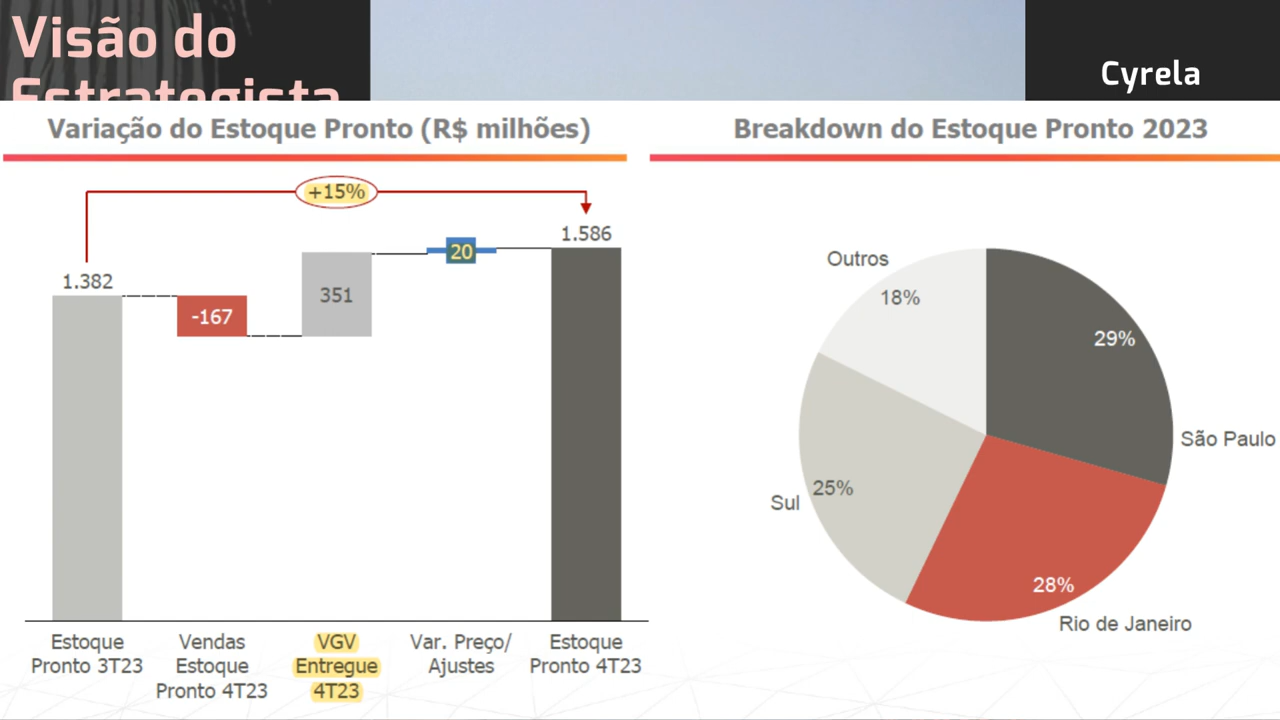 Visão do
Estrategista
Cyrela
Variação do Estoque Pronto (R$ milhões)
+15%
1.382
-167
351
20
1.586
Estoque
Pronto 3T23
Vendas
Estoque
Pronto 4T23
VGV
Entregue
4T23
Var. Preço/
Ajustes
Estoque
Pronto 4T23
Breakdown do Estoque Pronto 2023
Outros
18%
29%
São Paulo
Sul
25%
28%
Rio de Janeiro